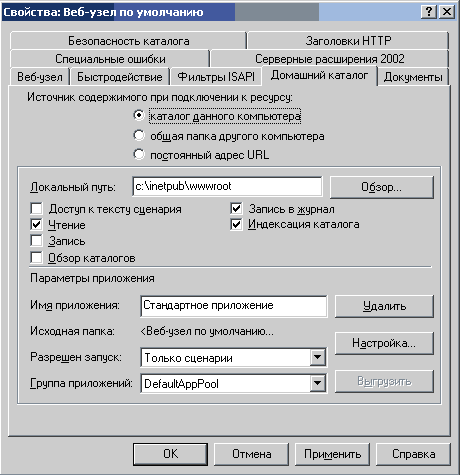 Свойства: Веб-узел по умолчанию
Безопасность каталога
Заголовки HTTP
Специальные ошибки
Серверные расширения 2002
Веб-узел
Быстродействие
Фильтры ISAPI
Домашний каталог
Документы
Источник содержимого при подключении к ресурсу:
каталог данного компьютера
общая папка другого компьютера
постоянный адрес URL
Локальный путь:
c:\inetpub\wwwroot
Обзор...
Доступ к тексту сценария
Запись в журнал
Чтение
Индексация каталога
Запись
Обзор каталогов
Параметры приложения
Имя приложения:
Стандартное приложение
Удалить
Исходная папка:
<Веб-узел по умолчанию...
Настройка...
Разрешен запуск:
Только сценарии
Группа приложений:
DefaultAppPool
Выгрузить
OK
Отмена
Применить
Справка